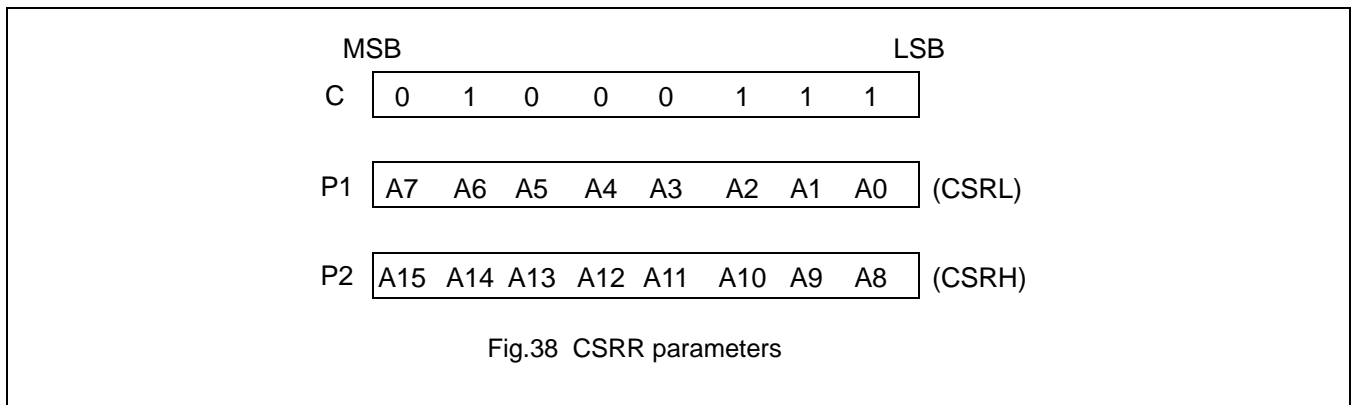 MSB LSB
C 0 1 0 0 0 1 1 1
P1 A7 A6 A5 A4 A3 A2 A1 A0 (CSRL)
P2 A15 A14 A13 A12 A11 A10 A9 A8 (CSRH)
Fig.38 CSRR parameters